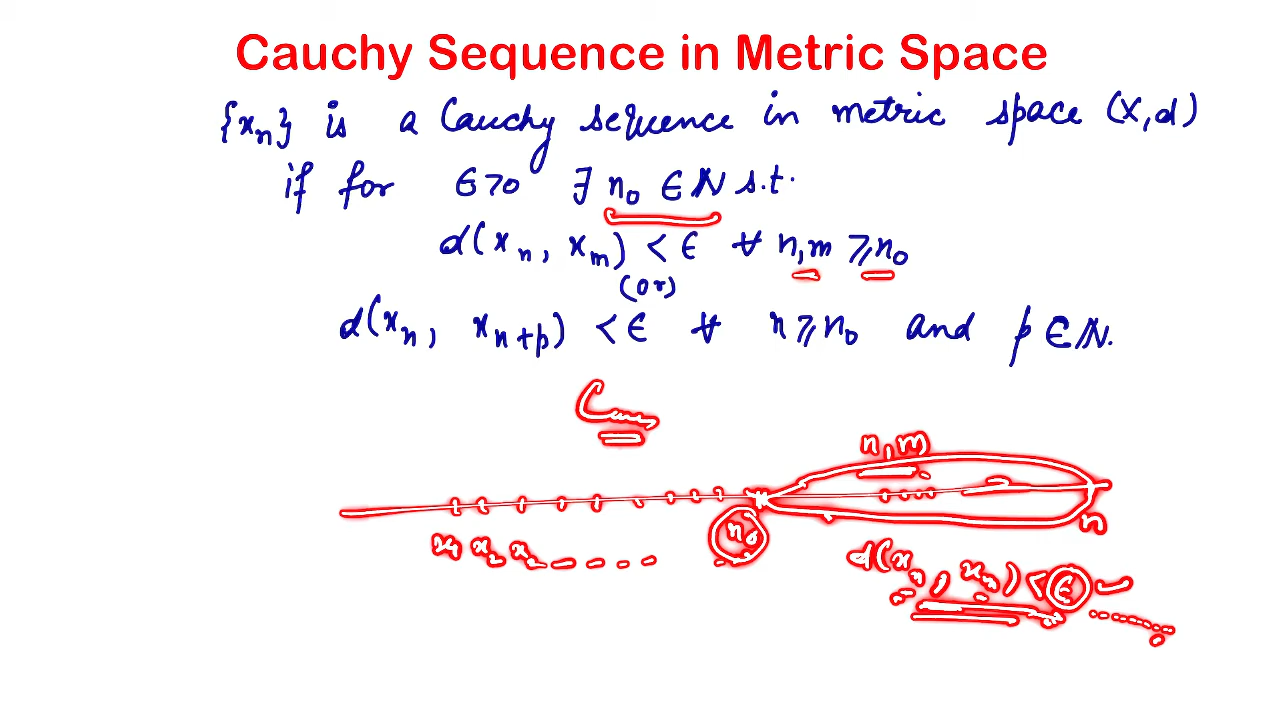 Cauchy Sequence in Metric Space
{xₙ} is a Cauchy sequence in metric space (X,d)
if for ϵ>0 ∃ n₀ ∈ ℕ s.t.
d(xₙ, xₘ) < ϵ ∀ n,m ⩾ n₀
(or)
d(xₙ, xₙ₊ₚ) < ϵ ∀ n ⩾ n₀ and p ∈ ℕ.
n,m
x₁ x₂ n₀ n
d(xₙ, xₘ) < ϵ